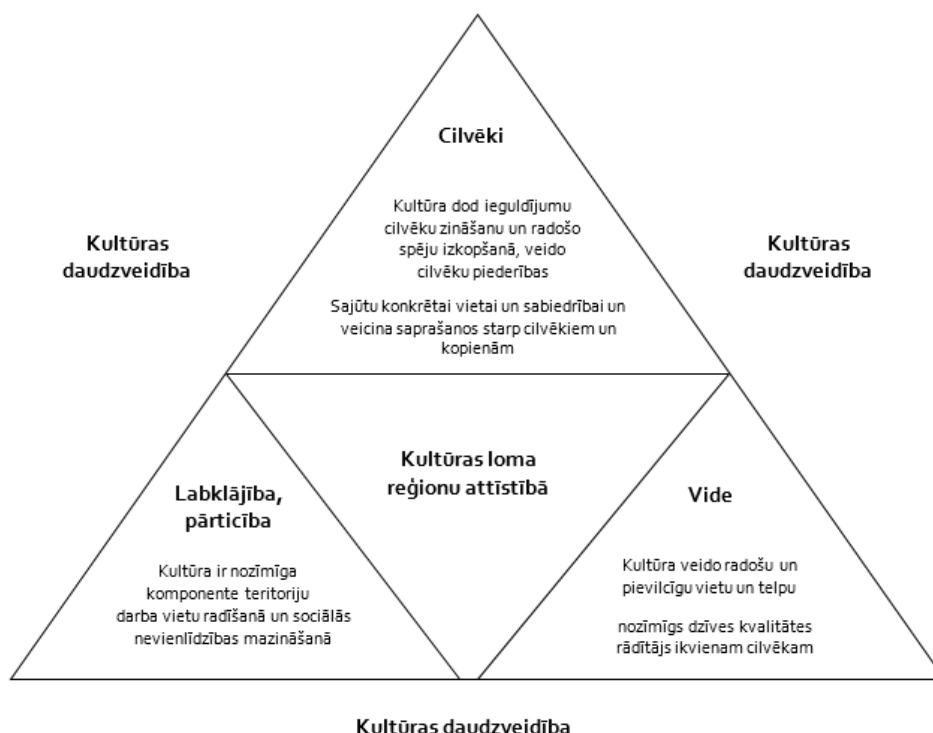 Cilvēki
Kultūra dod ieguldījumu
cilvēku zināšanu un radošo
spēju izkopšanā, veido
cilvēku piederības
Sajūtu konkrētai vietai un sabiedrībai un
veicina saprašanos starp cilvēkiem un
kopienām
Kultūras
daudzveidība
Kultūras
daudzveidība
Kultūras loma
reģionu attīstībā
Labklājība,
pārticība
Kultūra ir nozīmīga
komponente teritoriju
darba vietu radīšanā un sociālās
nevienlīdzības mazināšanā
Vide
Kultūra veido radošu un
pievilcīgu vietu un telpu
nozīmīgs dzīves kvalitātes
rādītājs ikvienam cilvēkam
Kultūras daudzveidība